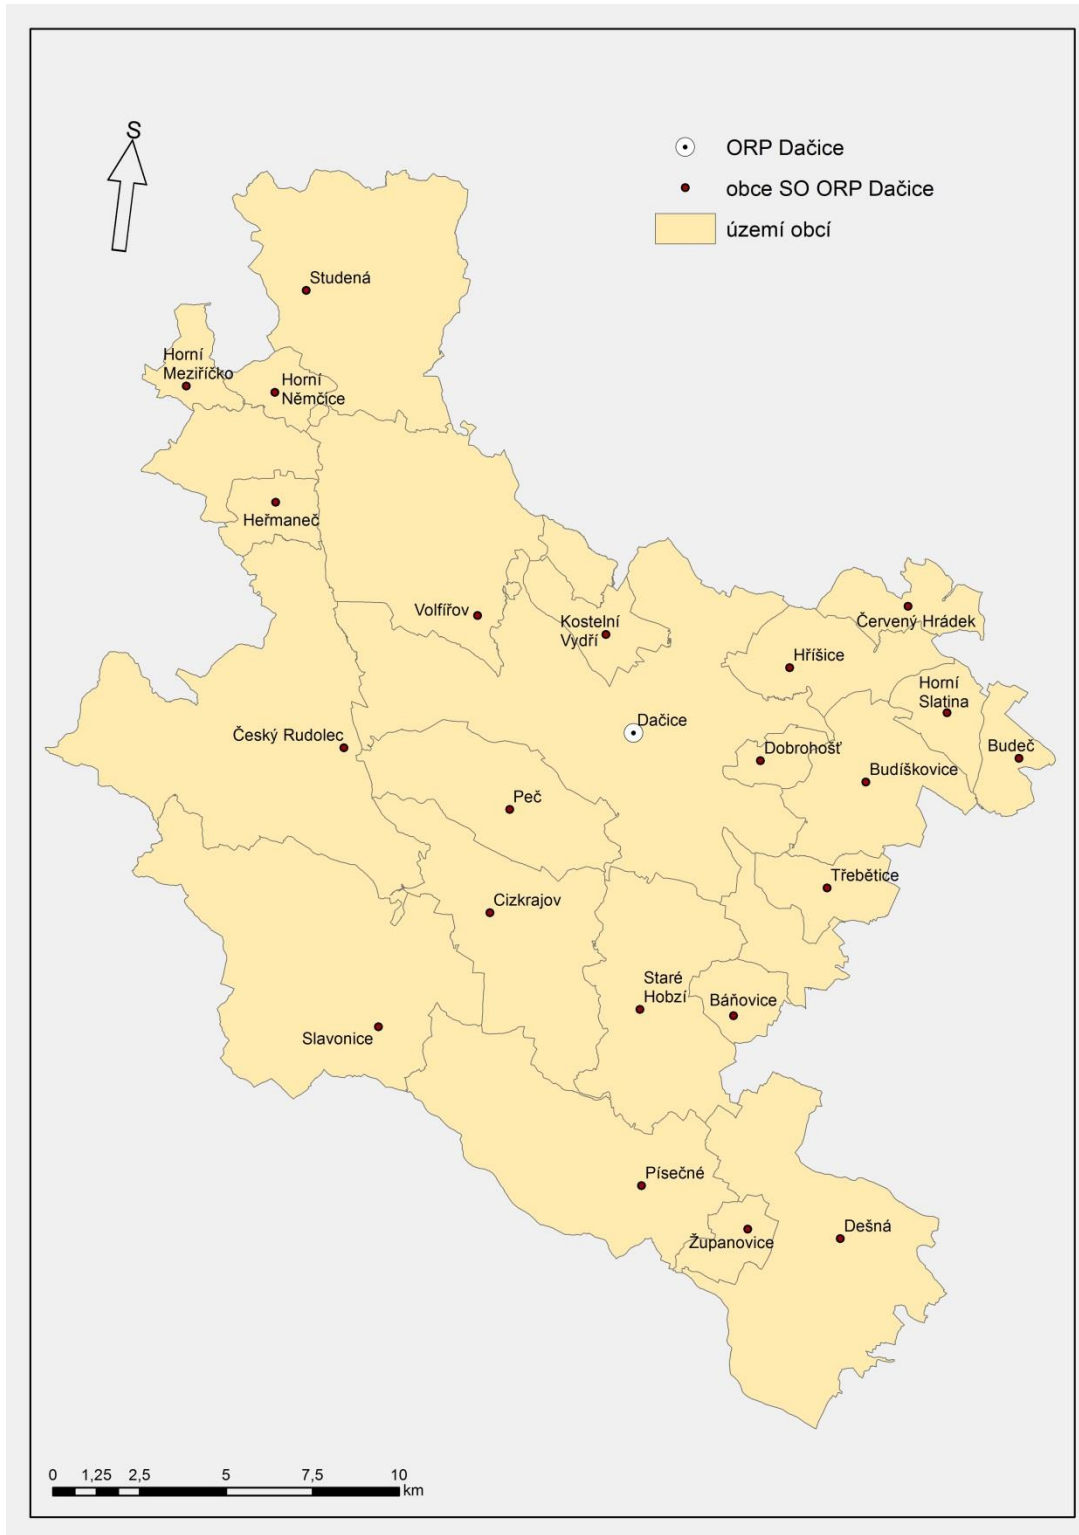 S
ORP Dačice
obce SO ORP Dačice
území obcí
Studená
Horní
Meziříčko
Horní
Němčice
Heřmaneč
Volfířov
Kostelní
Vydří
Červený Hrádek
Hříšice
Horní
Slatina
Český Rudolec
Dačice
Dobrohošť
Budeč
Budíškovice
Peč
Třebětice
Cizkrajov
Staré
Hobzí
Báňovice
Slavonice
Písečné
Dešná
Županovice
0 1,25 2,5 5 7,5 10
km